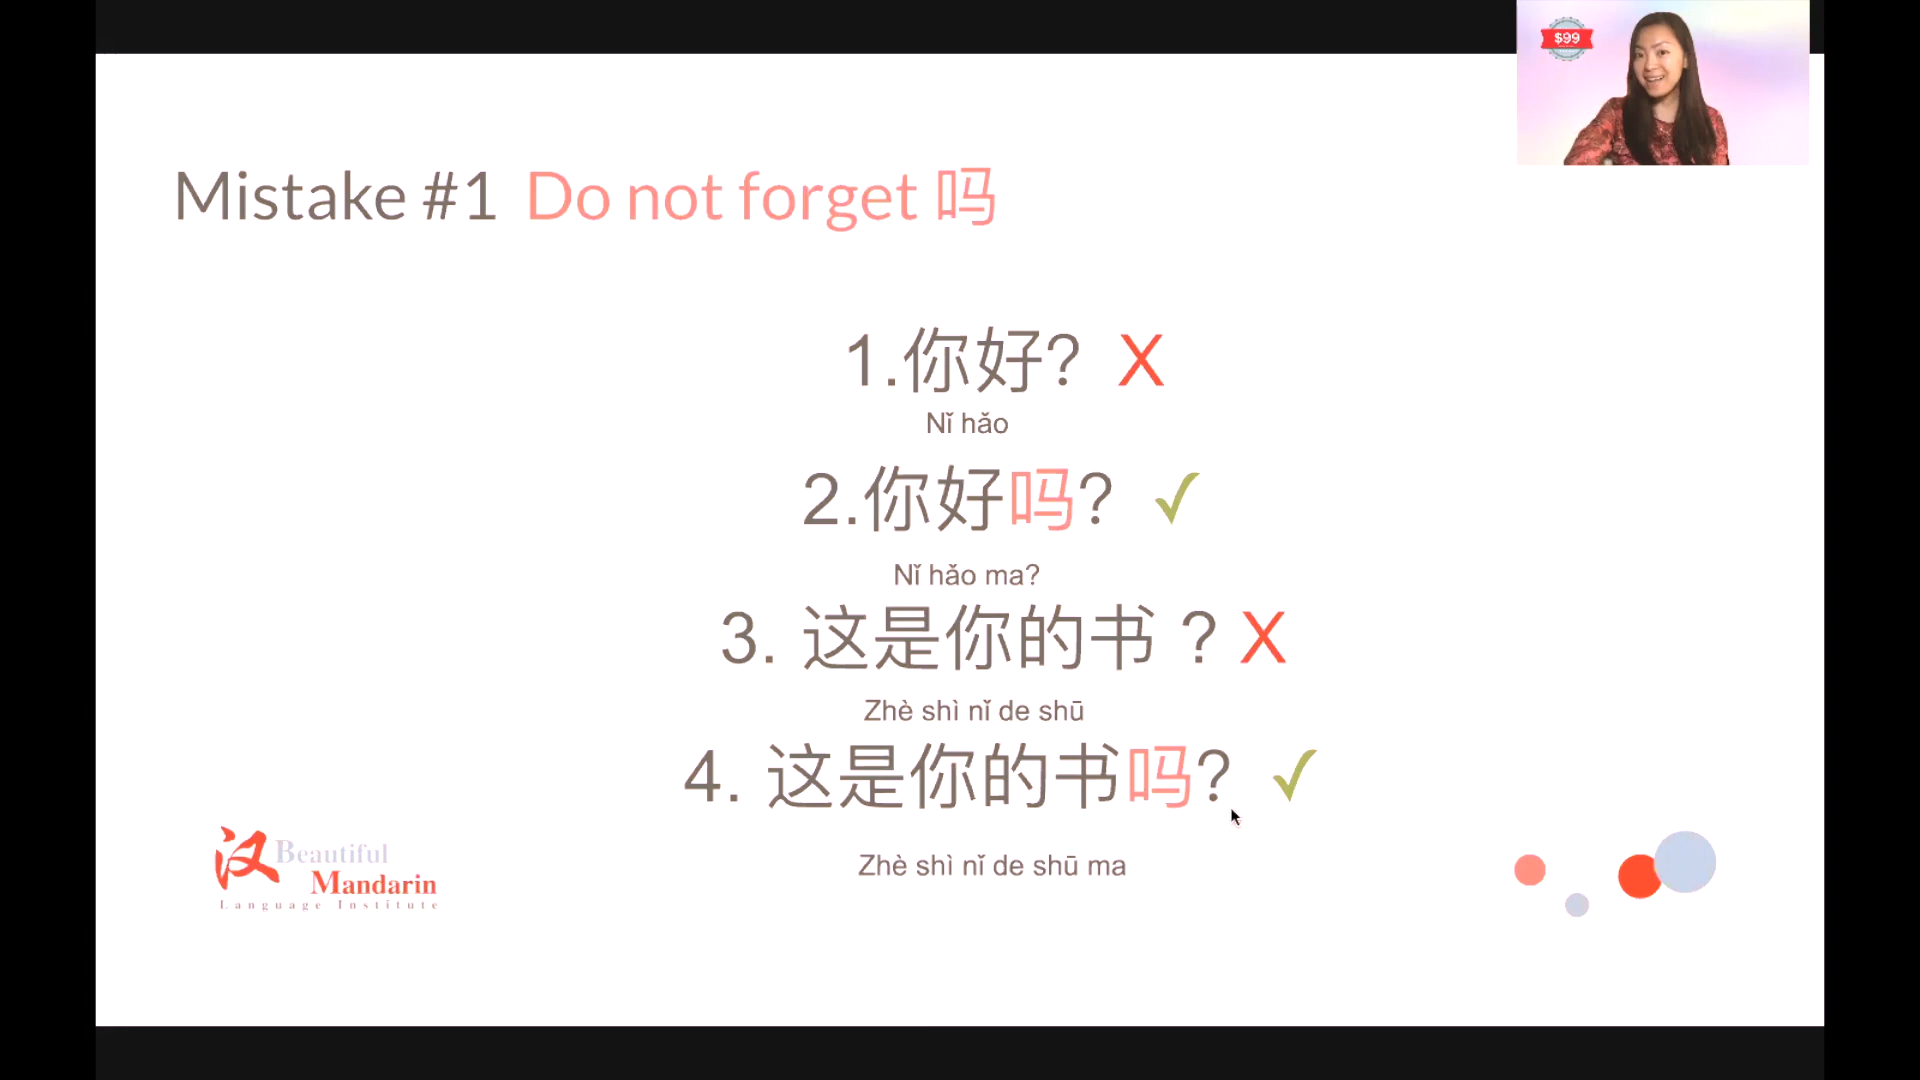 $99
Mistake #1 Do not forget 吗
1.你好? X
Nǐ hǎo
2.你好吗? ✓
Nǐ hǎo ma?
3. 这是你的书 ? X
Zhè shì nǐ de shū
4. 这是你的书吗? ✓
Zhè shì nǐ de shū ma
汉 Beautiful
Mandarin
Language Institute